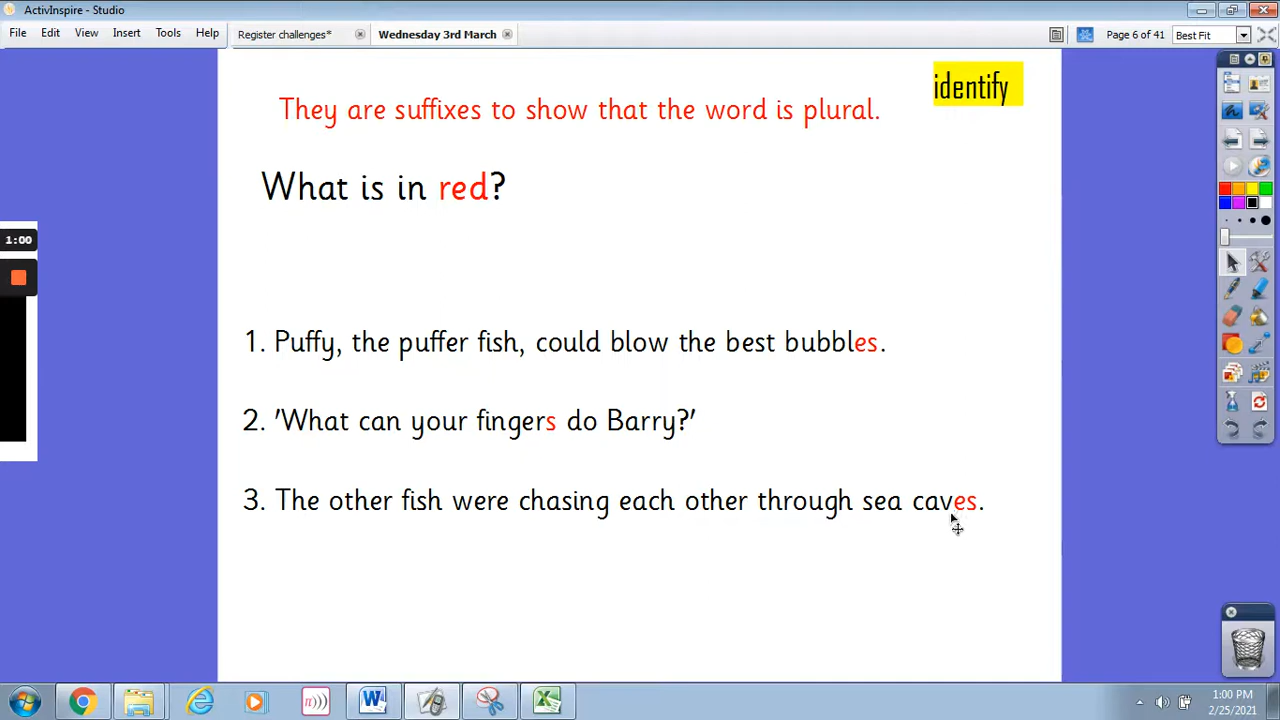 ActivInspire - Studio
File Edit View Insert Tools Help
Register challenges*
Wednesday 3rd March
Page 6 of 41
Best Fit
identify
They are suffixes to show that the word is plural.
What is in red?
1:00
1. Puffy, the puffer fish, could blow the best bubbles.
2. 'What can your fingers do Barry?'
3. The other fish were chasing each other through sea caves.
1:00 PM
2/25/2021